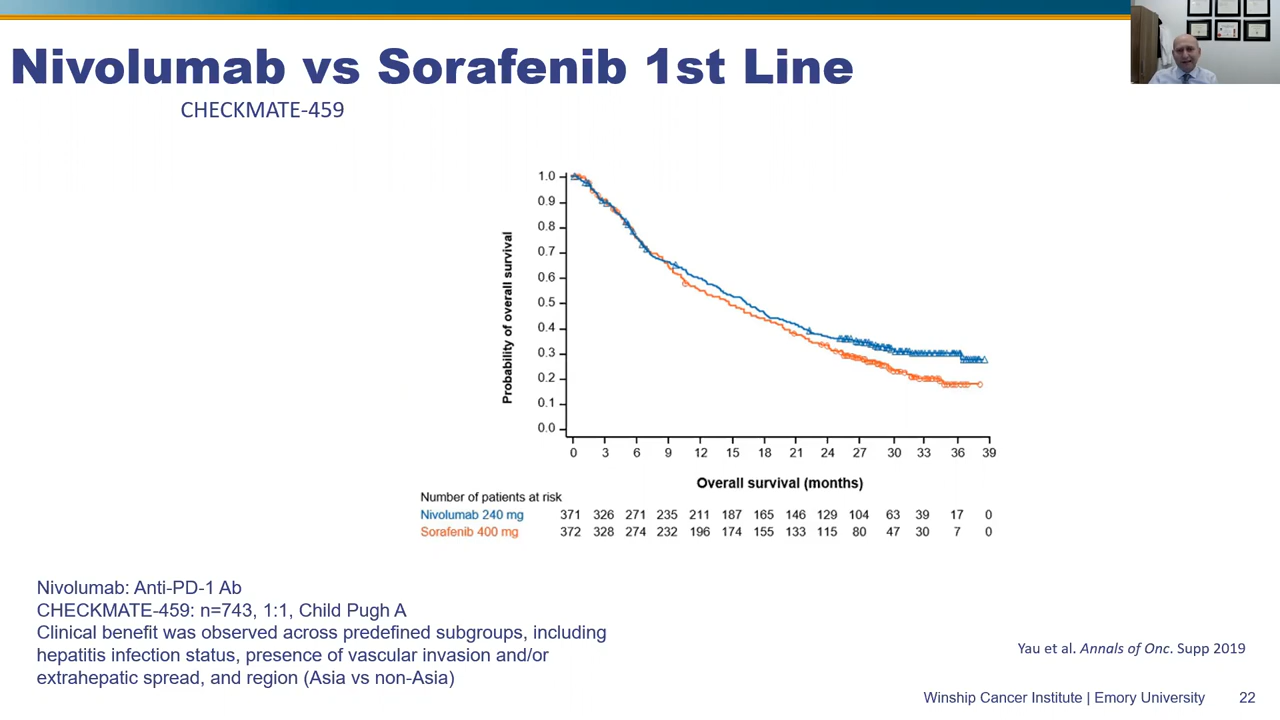 Nivolumab vs Sorafenib 1st Line
CHECKMATE-459
Probability of overall survival
1.0
0.9
0.8
0.7
0.6
0.5
0.4
0.3
0.2
0.1
0.0
0 3 6 9 12 15 18 21 24 27 30 33 36 39
Overall survival (months)
Number of patients at risk
Nivolumab 240 mg 371 326 271 235 211 187 165 146 129 104 63 39 17 0
Sorafenib 400 mg 372 328 274 232 196 174 155 133 115 80 47 30 7 0
Nivolumab: Anti-PD-1 Ab
CHECKMATE-459: n=743, 1:1, Child Pugh A
Clinical benefit was observed across predefined subgroups, including
hepatitis infection status, presence of vascular invasion and/or
extrahepatic spread, and region (Asia vs non-Asia)
Yau et al. Annals of Onc. Supp 2019
Winship Cancer Institute | Emory University 22